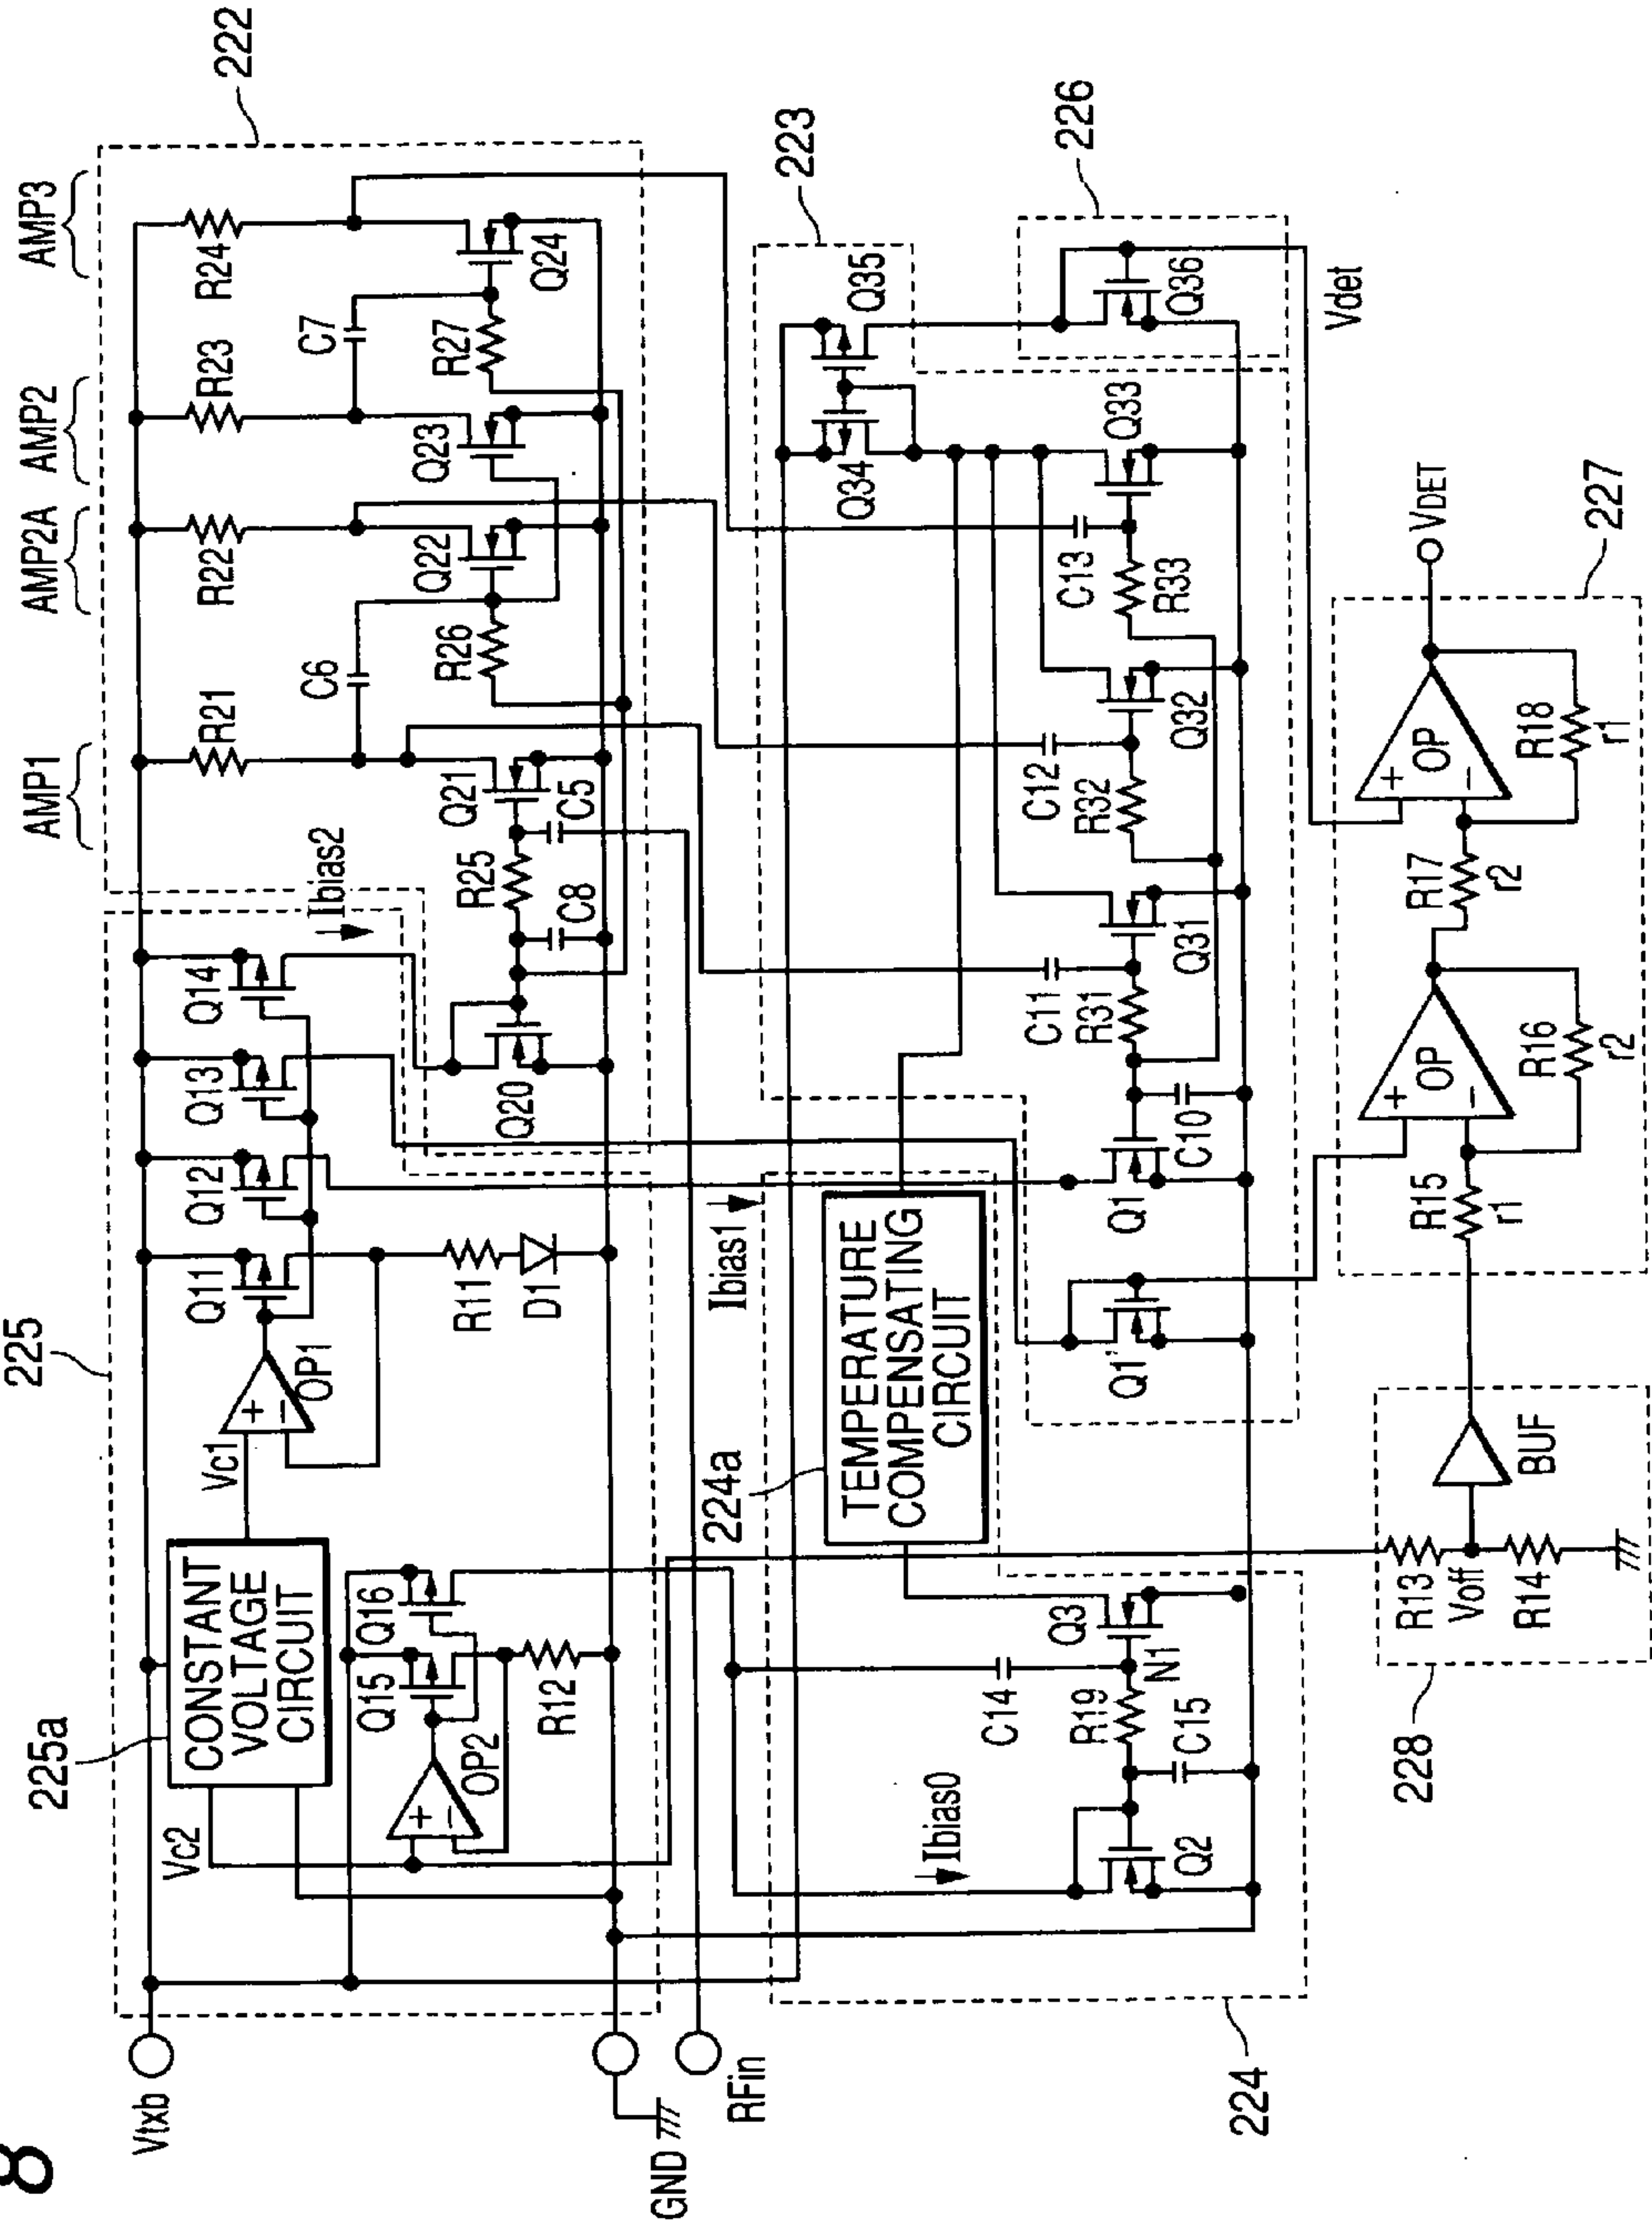 8
AMP1
AMP2A
AMP2
AMP3
222
225
225a
CONSTANT
VOLTAGE
CIRCUIT
Vc1
Vc2
OP1
OP2
Q11
Q12
Q13
Q14
Q15
Q16
R11
D1
R12
Ibias2
Q20
C8
R25
C5
Q21
R21
C6
R26
Q22
R22
Q23
R23
C7
R27
Q24
R24
Vtxb
GND
RFin
223
224
224a
TEMPERATURE
COMPENSATING
CIRCUIT
Ibias1
Ibias0
Q2
C15
R19
N1
C14
Q3
Q1
Q1
C10
R31
C11
Q31
R32
C12
Q32
R33
C13
Q33
Q34
Q35
226
Q36
Vdet
228
R13
Voff
R14
BUF
227
R15
r1
+
−
OP
R16
r2
R17
r2
+
−
OP
R18
r1
VDET